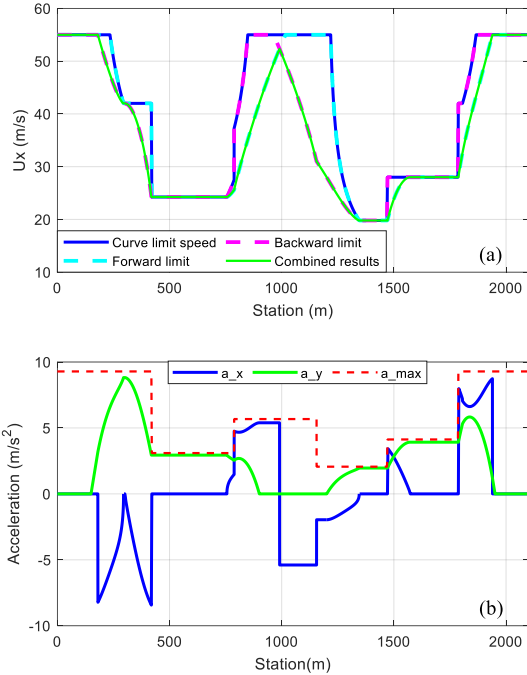 60
50
40
30
20
10
Ux (m/s)
Curve limit speed
Backward limit
Forward limit
Combined results
(a)
0
500
1000
1500
2000
Station (m)
10
5
0
-5
-10
Acceleration (m/s²)
a_x
a_y
a_max
(b)
0
500
1000
1500
2000
Station(m)